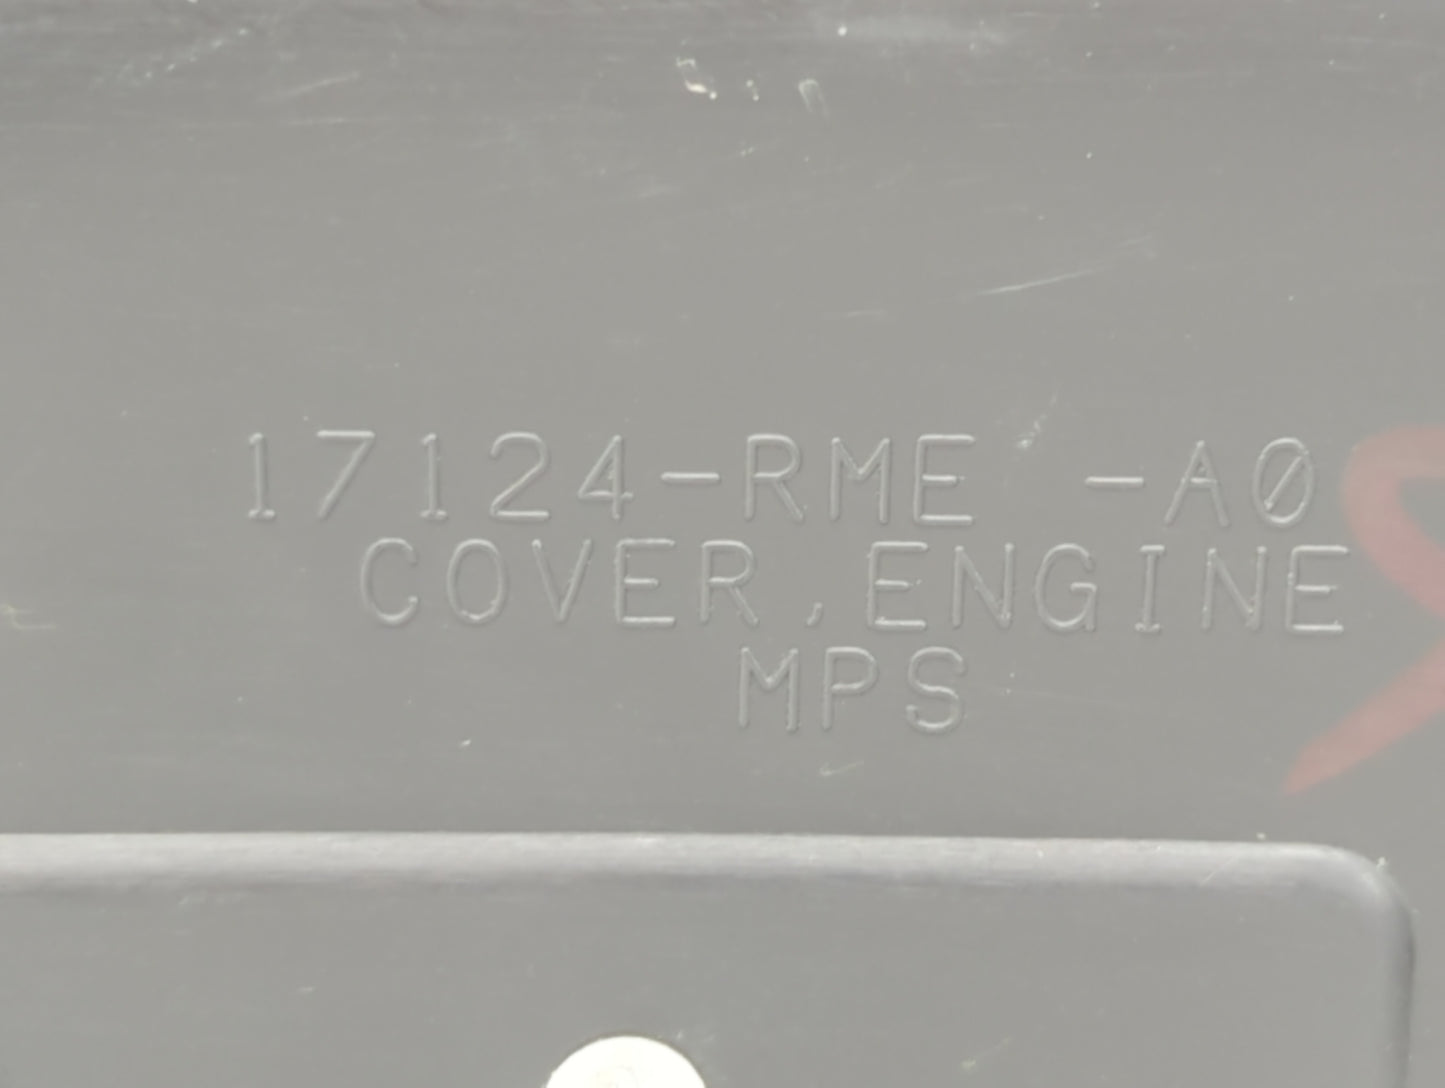 17124-RME -A0
COVER,ENGINE
MPS